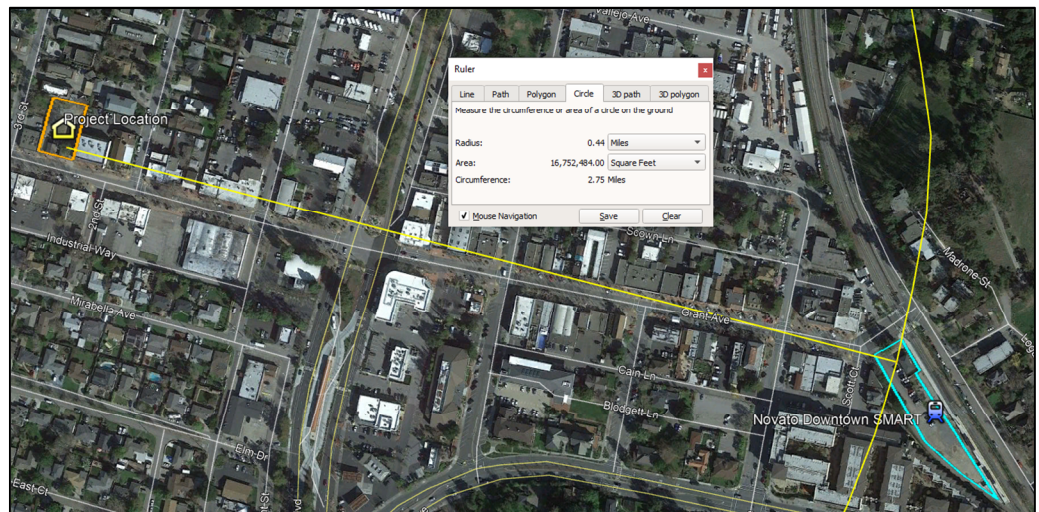 Vallejo Ave
Ruler
x
Line Path Polygon Circle 3D path 3D polygon
Measure the circumference or area of a circle on the ground
Radius: 0.44 Miles
Area: 16,752,484.00 Square Feet
Circumference: 2.75 Miles
Mouse Navigation Save Clear
3rd St
Project Location
2nd St
Industrial Way
Scown Ln
Madrone St
Mirabella Ave
Grant Ave
Cain Ln
Scott Ct
Blodgett Ln
Novato Downtown SMART
Elm Dr
East Ct